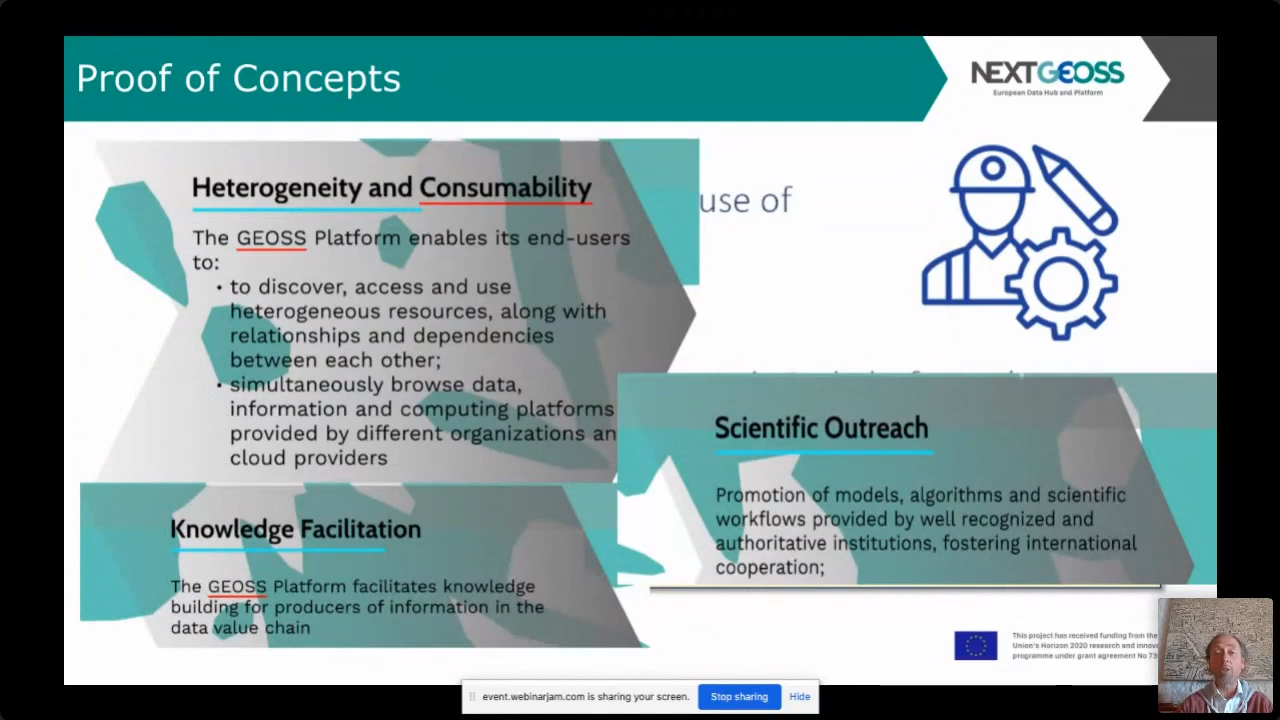 Proof of Concepts
NEXTGEOSS
European Data Hub and Platform
Heterogeneity and Consumability
The GEOSS Platform enables its end-users
to:
• to discover, access and use
heterogeneous resources, along with
relationships and dependencies
between each other;
• simultaneously browse data,
information and computing platforms
provided by different organizations an
cloud providers
use of
Scientific Outreach
Promotion of models, algorithms and scientific
workflows provided by well recognized and
authoritative institutions, fostering international
cooperation;
Knowledge Facilitation
The GEOSS Platform facilitates knowledge
building for producers of information in the
data value chain
This project has received funding from the
Union's Horizon 2020 research and innov
programme under grant agreement No 73
event.webinarjam.com is sharing your screen.
Stop sharing
Hide